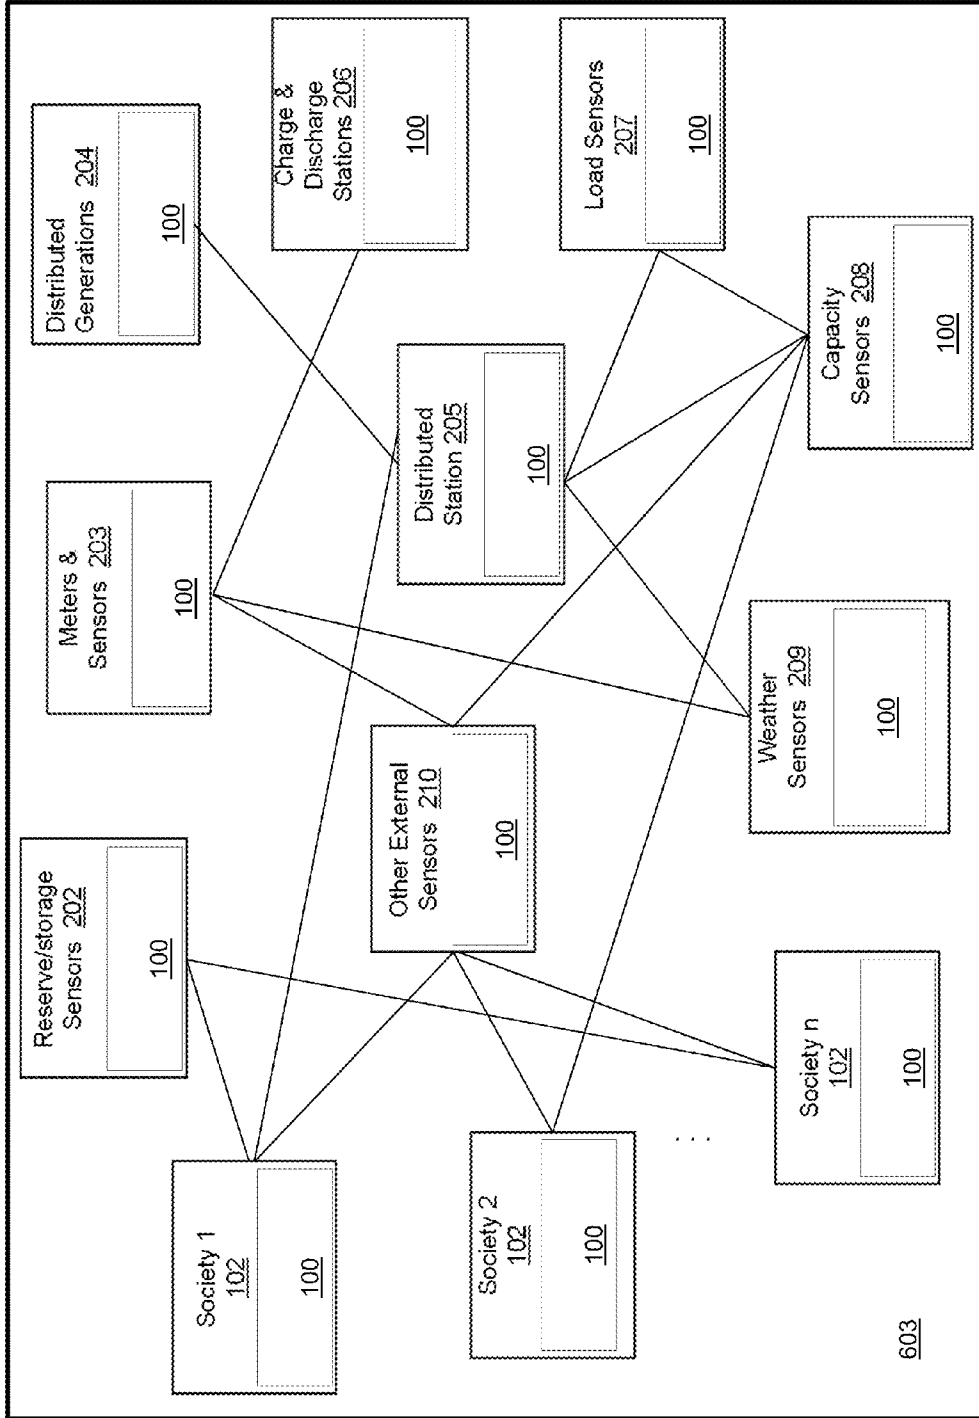 Society 1
102
100
Society 2
102
100
. . .
Society n
102
100
603
Reserve/storage
Sensors 202
100
Other External
Sensors 210
100
Meters &
Sensors 203
100
Weather
Sensors 209
100
Distributed
Station 205
100
Distributed
Generations 204
100
Charge &
Discharge
Stations 206
100
Load Sensors
207
100
Capacity
Sensors 208
100